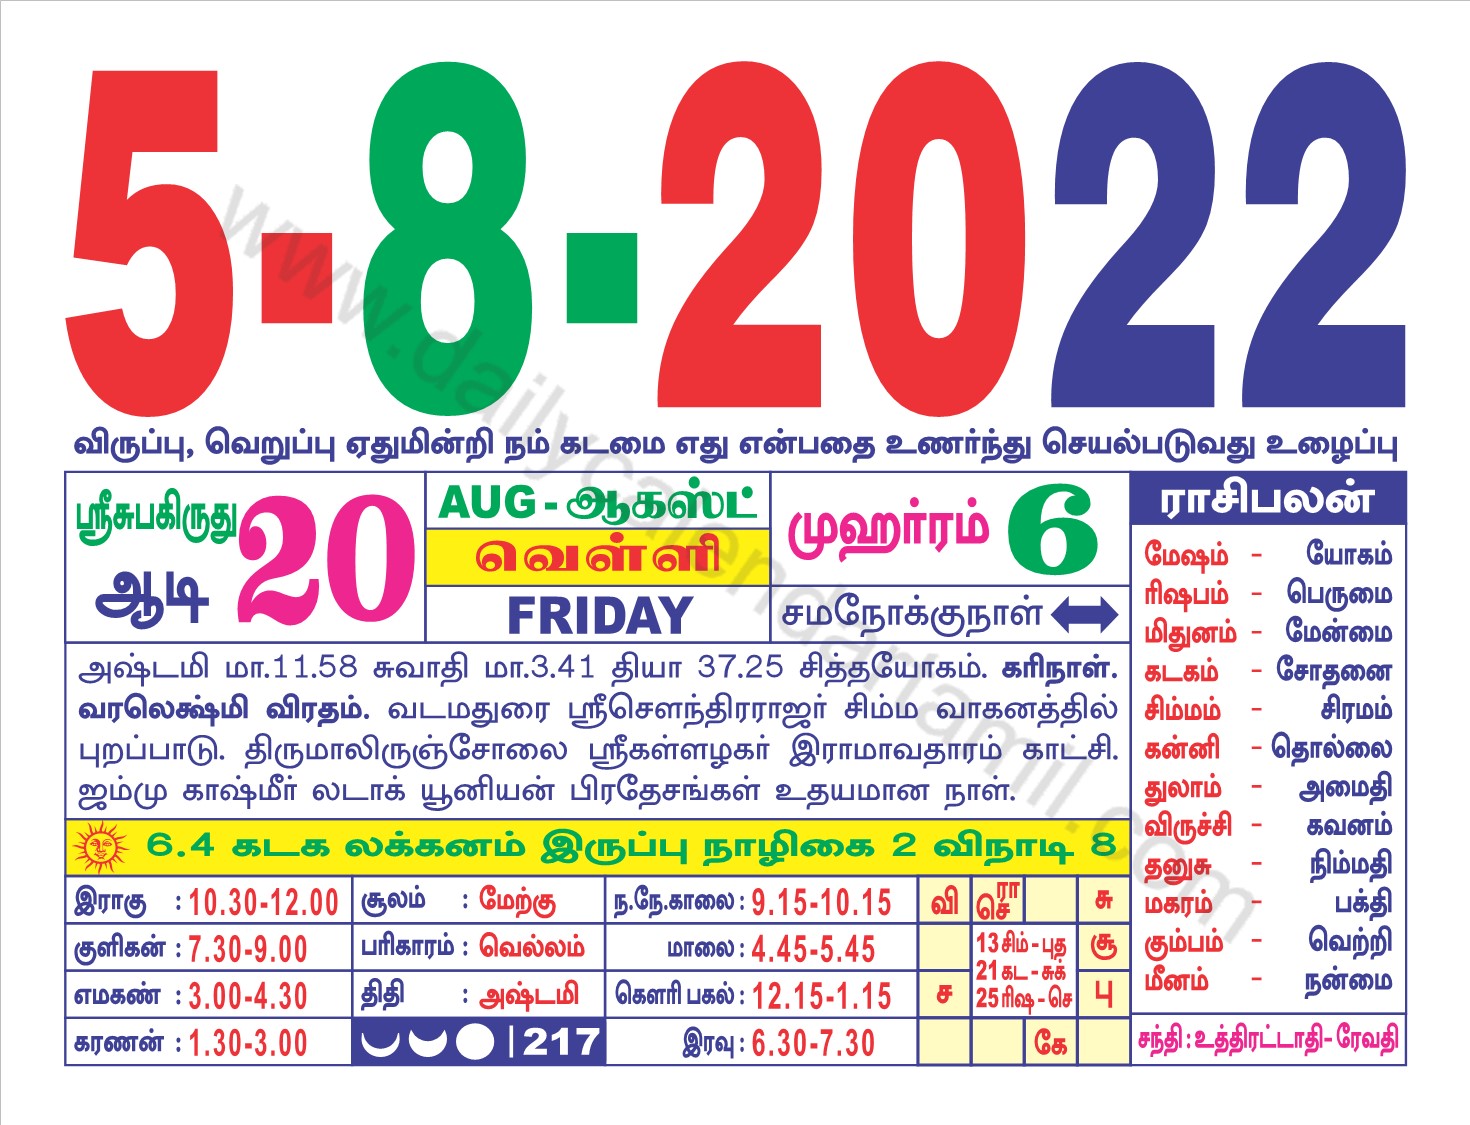 5-8-2022
விருப்பு, வெறுப்பு ஏதுமின்றி நம் கடமை எது என்பதை உணர்ந்து செயல்படுவது உழைப்பு
ஸ்ரீசுபகிருது
ஆடி 20
AUG - ஆகஸ்ட்
வெள்ளி
FRIDAY
முஹர்ரம் 6
சமநோக்குநாள்
அஷ்டமி மா.11.58 சுவாதி மா.3.41 தியா 37.25 சித்தயோகம். கரிநாள்.
வரலெக்ஷ்மி விரதம். வடமதுரை ஸ்ரீசௌந்திரராஜர் சிம்ம வாகனத்தில்
புறப்பாடு. திருமாலிருஞ்சோலை ஸ்ரீகள்ளழகர் இராமாவதாரம் காட்சி.
ஜம்மு காஷ்மீர் லடாக் யூனியன் பிரதேசங்கள் உதயமான நாள்.
6.4 கடக லக்கனம் இருப்பு நாழிகை 2 விநாடி 8
இராகு : 10.30-12.00
குளிகன் : 7.30-9.00
எமகண் : 3.00-4.30
கரணன் : 1.30-3.00
சூலம் : மேற்கு
பரிகாரம் : வெல்லம்
திதி : அஷ்டமி
217
ந.நே.காலை : 9.15-10.15
மாலை : 4.45-5.45
கௌரி பகல் : 12.15-1.15
இரவு : 6.30-7.30
வி
ரா
செ
சு
சூ
ச
பு
கே
13 சிம் - புத
21 கட - சுக்
25 ரிஷ - செ
ராசிபலன்
மேஷம் - யோகம்
ரிஷபம் - பெருமை
மிதுனம் - மேன்மை
கடகம் - சோதனை
சிம்மம் - சிரமம்
கன்னி - தொல்லை
துலாம் - அமைதி
விருச்சி - கவனம்
தனுசு - நிம்மதி
மகரம் - பக்தி
கும்பம் - வெற்றி
மீனம் - நன்மை
சந்தி : உத்திரட்டாதி - ரேவதி
www.dailycalendartamil.com